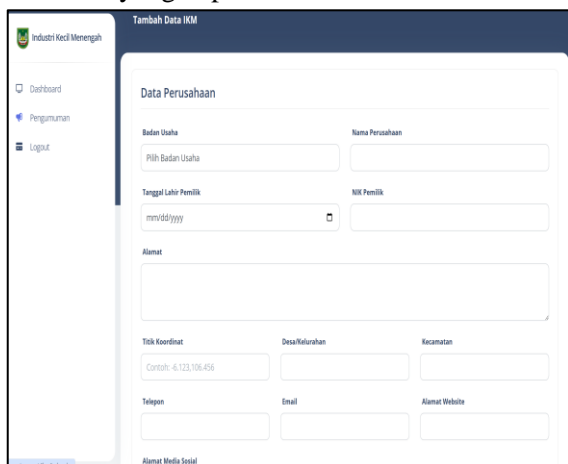 Tambah Data IKM
Industri Kecil Menengah
Dashboard
Pengumuman
Logout
Data Perusahaan
Badan Usaha Nama Perusahaan
Pilih Badan Usaha
Tanggal Lahir Pemilik NIK Pemilik
mm/dd/yyyy
Alamat
Titik Koordinat Desa/Kelurahan Kecamatan
Contoh: -6.123,106.456
Telepon Email Alamat Website
Alamat Media Sosial